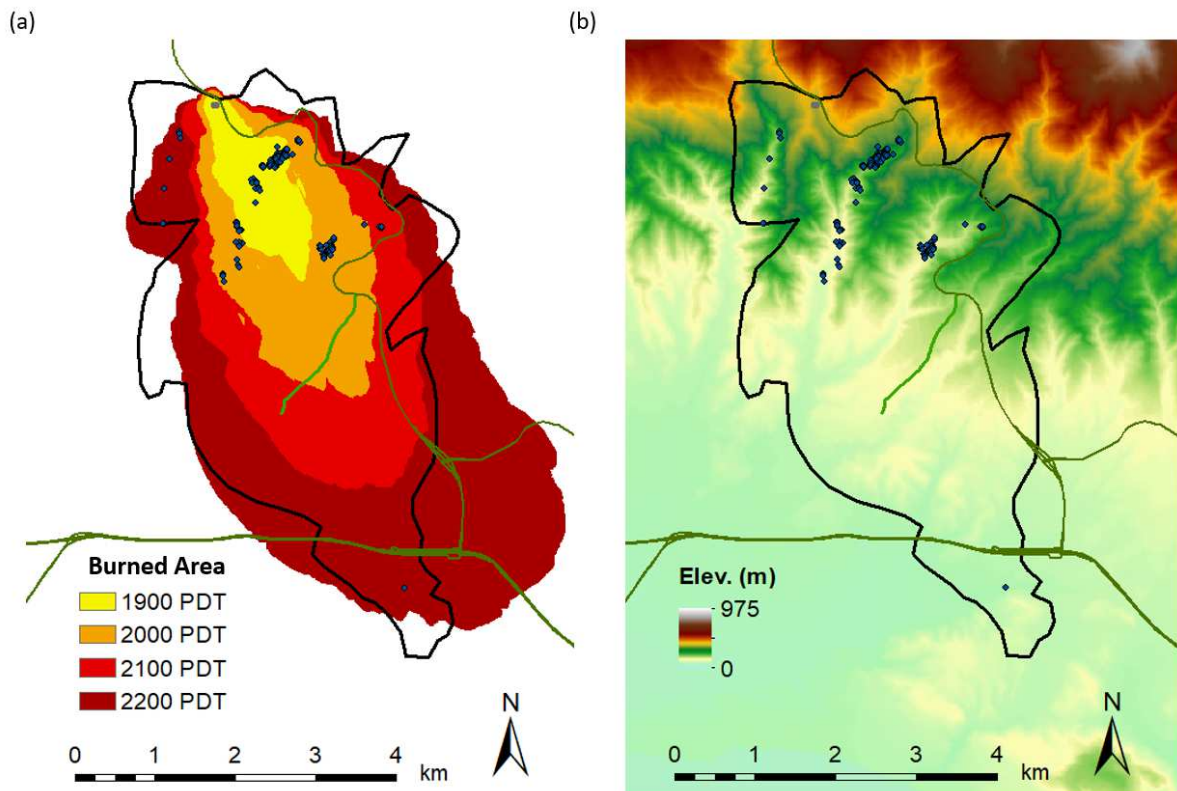 (a)
Burned Area
1900 PDT
2000 PDT
2100 PDT
2200 PDT
N
0 1 2 3 4
km
(b)
Elev. (m)
975
0
N
0 1 2 3 4
km